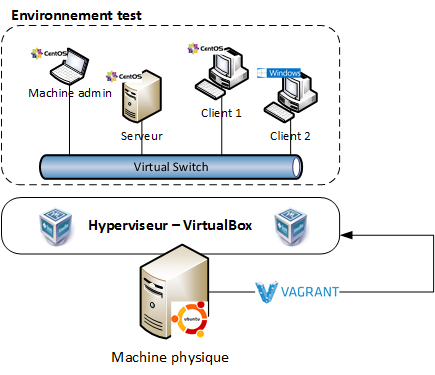 Environnement test
CentOS
Machine admin
CentOS
Serveur
CentOS
Client 1
Windows
Client 2
Virtual Switch
Hyperviseur – VirtualBox
VAGRANT
ubuntu
Machine physique